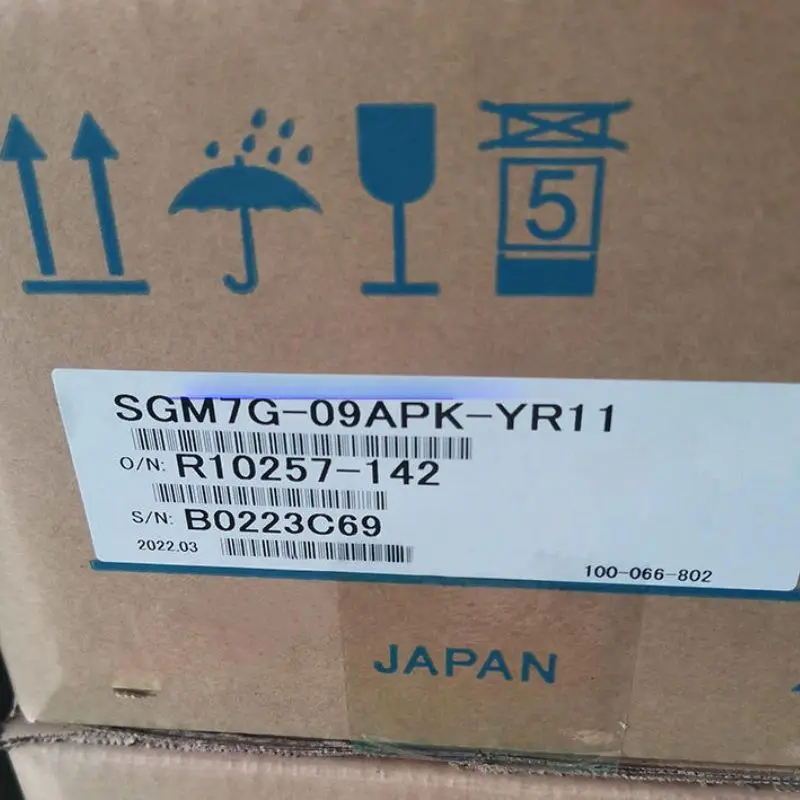 5
SGM7G-09APK-YR11
O/N: R10257-142
S/N: B0223C69
2022.03
100-066-802
JAPAN